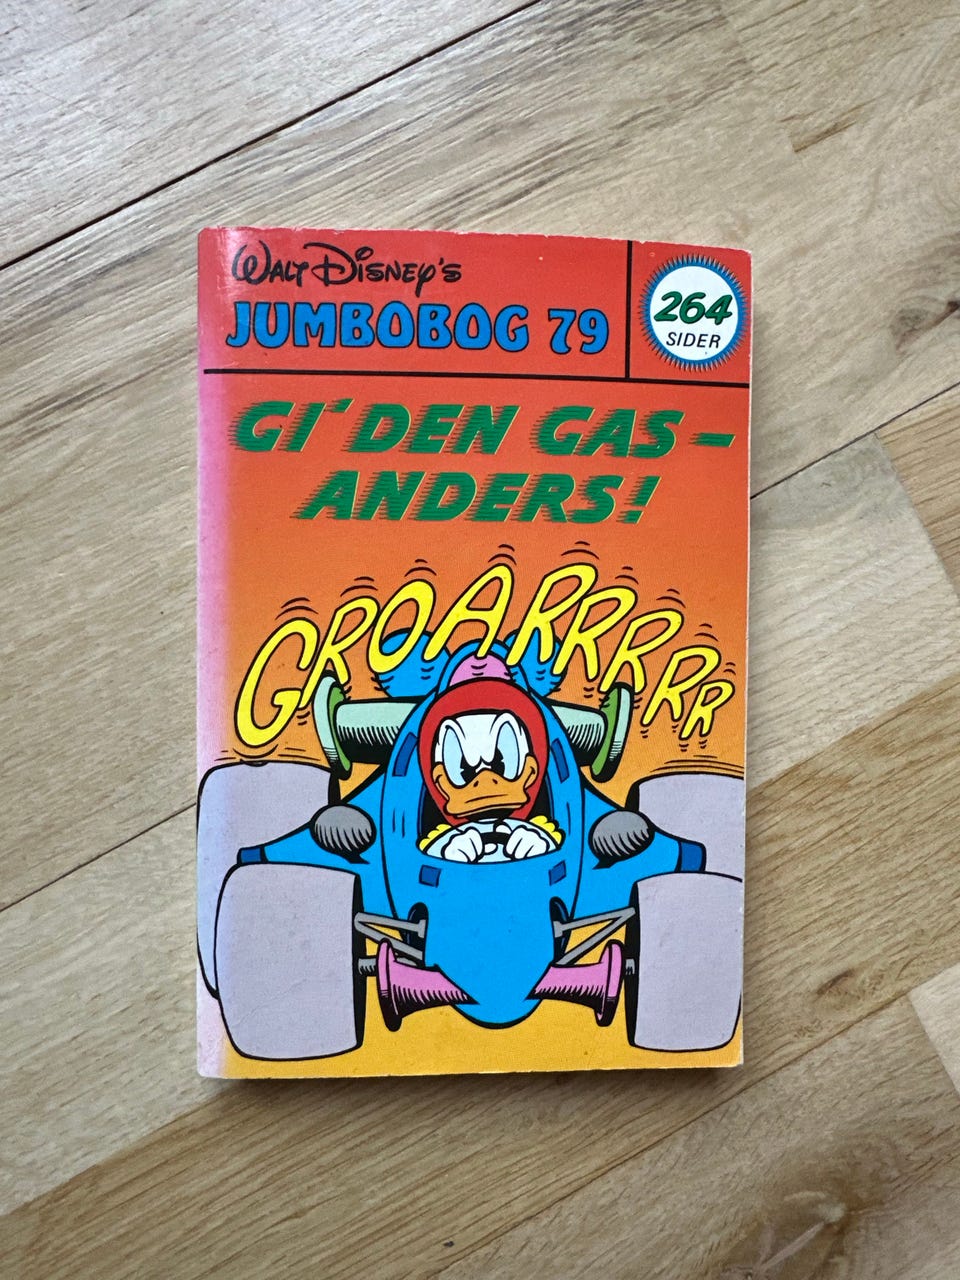 WALT DISNEY'S
JUMBOBOG 79
264
SIDER
GI' DEN GAS -
ANDERS!
GROARRRRRR